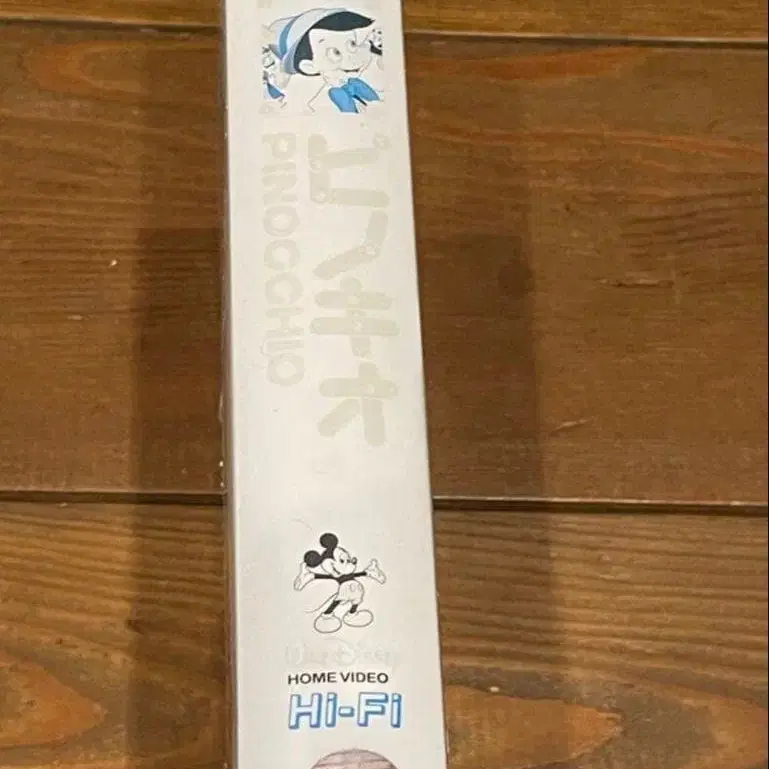 ピノキオ
PINOCCHIO
Walt Disney
HOME VIDEO
Hi-Fi